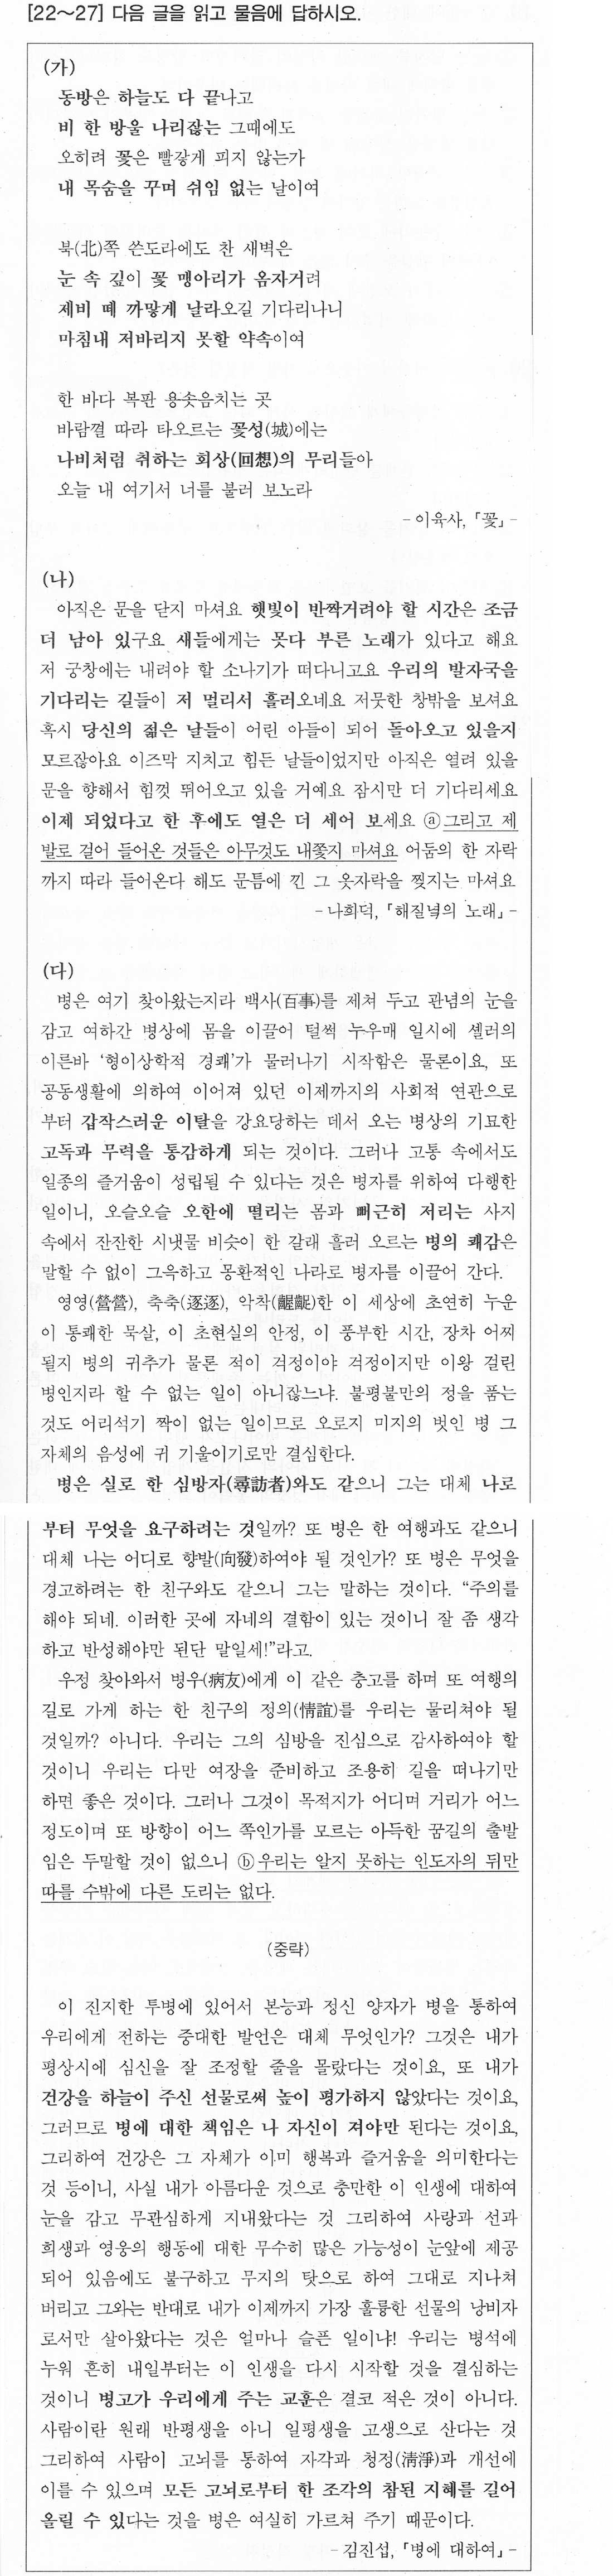 [22～27] 다음 글을 읽고 물음에 답하시오.
(가)
동방은 하늘도 다 끝나고
비 한 방울 나리잖는 그때에도
오히려 꽃은 빨갛게 피지 않는가
내 목숨을 꾸며 쉬임 없는 날이여
북(北)쪽 쓴도라에도 찬 새벽은
눈 속 깊이 꽃 맹아리가 옴자거려
제비 떼 까맣게 날라오길 기다리나니
마침내 저바리지 못할 약속이여
한 바다 복판 용솟음치는 곳
바람결 따라 타오르는 꽃성(城)에는
나비처럼 취하는 회상(回想)의 무리들아
오늘 내 여기서 너를 불러 보노라
- 이육사, 「꽃」 -
(나)
아직은 문을 닫지 마셔요 햇빛이 반짝거려야 할 시간은 조금
더 남아 있구요 새들에게는 못다 부른 노래가 있다고 해요
저 궁창에는 내려야 할 소나기가 떠다니고요 우리의 발자국을
기다리는 길들이 저 멀리서 흘러오네요 저뭇한 창밖을 보셔요
혹시 당신의 젊은 날들이 어린 아들이 되어 돌아오고 있을지
모르잖아요 이즈막 지치고 힘든 날들이었지만 아직은 열려 있을
문을 향해서 힘껏 뛰어오고 있을 거예요 잠시만 더 기다리세요
이제 되었다고 한 후에도 열은 더 세어 보세요 ⓐ그리고 제
발로 걸어 들어온 것들은 아무것도 내쫓지 마셔요 어둠의 한 자락
까지 따라 들어온다 해도 문틈에 낀 그 옷자락을 찢지는 마셔요
- 나희덕, 「해질녘의 노래」 -
(다)
병은 여기 찾아왔는지라 백사(百事)를 제쳐 두고 관념의 눈을
감고 여하간 병상에 몸을 이끌어 털썩 누우매 일시에 셸러의
이른바 '형이상학적 경쾌'가 물러나기 시작함은 물론이요, 또
공동생활에 의하여 이어져 있던 이제까지의 사회적 연관으로
부터 갑작스러운 이탈을 강요당하는 데서 오는 병상의 기묘한
고독과 무력을 통감하게 되는 것이다. 그러나 고통 속에서도
일종의 즐거움이 성립될 수 있다는 것은 병자를 위하여 다행한
일이니, 오슬오슬 오한에 떨리는 몸과 뻐근히 저리는 사지
속에서 잔잔한 시냇물 비슷이 한 갈래 흘러 오르는 병의 쾌감은
말할 수 없이 그윽하고 몽환적인 나라로 병자를 이끌어 간다.
영영(營營), 축축(逐逐), 악착(齷齪)한 이 세상에 초연히 누운
이 통쾌한 묵살, 이 초현실의 안정, 이 풍부한 시간, 장차 어찌
될지 병의 귀추가 물론 적이 걱정이야 걱정이지만 이왕 걸린
병인지라 할 수 없는 일이 아니잖느냐. 불평불만의 정을 품는
것도 어리석기 짝이 없는 일이므로 오로지 미지의 벗인 병 그
자체의 음성에 귀 기울이기로만 결심한다.
병은 실로 한 심방자(尋訪者)와도 같으니 그는 대체 나로
부터 무엇을 요구하려는 것일까? 또 병은 한 여행과도 같으니
대체 나는 어디로 향발(向發)하여야 될 것인가? 또 병은 무엇을
경고하려는 한 친구와도 같으니 그는 말하는 것이다. "주의를
해야 되네. 이러한 곳에 자네의 결함이 있는 것이니 잘 좀 생각
하고 반성해야만 된단 말일세!"라고.
우정 찾아와서 병우(病友)에게 이 같은 충고를 하며 또 여행의
길로 가게 하는 한 친구의 정의(情誼)를 우리는 물리쳐야 될
것일까? 아니다. 우리는 그의 심방을 진심으로 감사하여야 할
것이니 우리는 다만 여장을 준비하고 조용히 길을 떠나기만
하면 좋은 것이다. 그러나 그것이 목적지가 어디며 거리가 어느
정도이며 또 방향이 어느 쪽인가를 모르는 아득한 꿈길의 출발
임은 두말할 것이 없으니 ⓑ우리는 알지 못하는 인도자의 뒤만
따를 수밖에 다른 도리는 없다.
(중략)
이 진지한 투병에 있어서 본능과 정신 양자가 병을 통하여
우리에게 전하는 중대한 발언은 대체 무엇인가? 그것은 내가
평상시에 심신을 잘 조정할 줄을 몰랐다는 것이요, 또 내가
건강을 하늘이 주신 선물로써 높이 평가하지 않았다는 것이요,
그러므로 병에 대한 책임은 나 자신이 져야만 된다는 것이요,
그리하여 건강은 그 자체가 이미 행복과 즐거움을 의미한다는
것 등이니, 사실 내가 아름다운 것으로 충만한 이 인생에 대하여
눈을 감고 무관심하게 지내왔다는 것 그리하여 사랑과 선과
희생과 영웅의 행동에 대한 무수히 많은 가능성이 눈앞에 제공
되어 있음에도 불구하고 무지의 탓으로 하여 그대로 지나쳐
버리고 그와는 반대로 내가 이제까지 가장 훌륭한 선물의 낭비자
로서만 살아왔다는 것은 얼마나 슬픈 일이냐! 우리는 병석에
누워 흔히 내일부터는 이 인생을 다시 시작할 것을 결심하는
것이니 병고가 우리에게 주는 교훈은 결코 적은 것이 아니다.
사람이란 원래 반평생을 아니 일평생을 고생으로 산다는 것
그리하여 사람이 고뇌를 통하여 자각과 청정(淸淨)과 개선에
이를 수 있으며 모든 고뇌로부터 한 조각의 참된 지혜를 길어
올릴 수 있다는 것을 병은 여실히 가르쳐 주기 때문이다.
- 김진섭, 「병에 대하여」 -